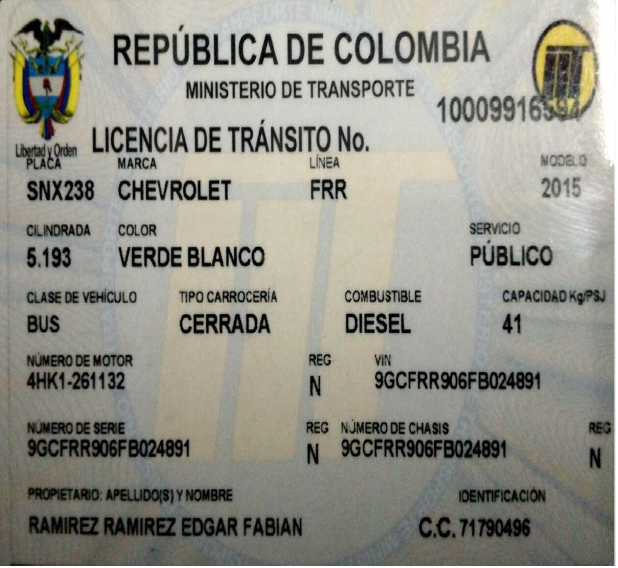 REPÚBLICA DE COLOMBIA
MINISTERIO DE TRANSPORTE
Libertad y Orden
LICENCIA DE TRÁNSITO No.
PLACA MARCA LÍNEA MODELO
SNX238 CHEVROLET FRR 2015
CILINDRADA COLOR SERVICIO
5.193 VERDE BLANCO PÚBLICO
CLASE DE VEHÍCULO TIPO CARROCERÍA COMBUSTIBLE CAPACIDAD Kg/PSJ
BUS CERRADA DIESEL 41
NÚMERO DE MOTOR REG VIN
4HK1-261132 N 9GCFRR906FB024891
NÚMERO DE SERIE REG NÚMERO DE CHASIS REG
9GCFRR906FB024891 N 9GCFRR906FB024891 N
PROPIETARIO: APELLIDO(S) Y NOMBRE IDENTIFICACIÓN
RAMIREZ RAMIREZ EDGAR FABIAN C.C. 71790496